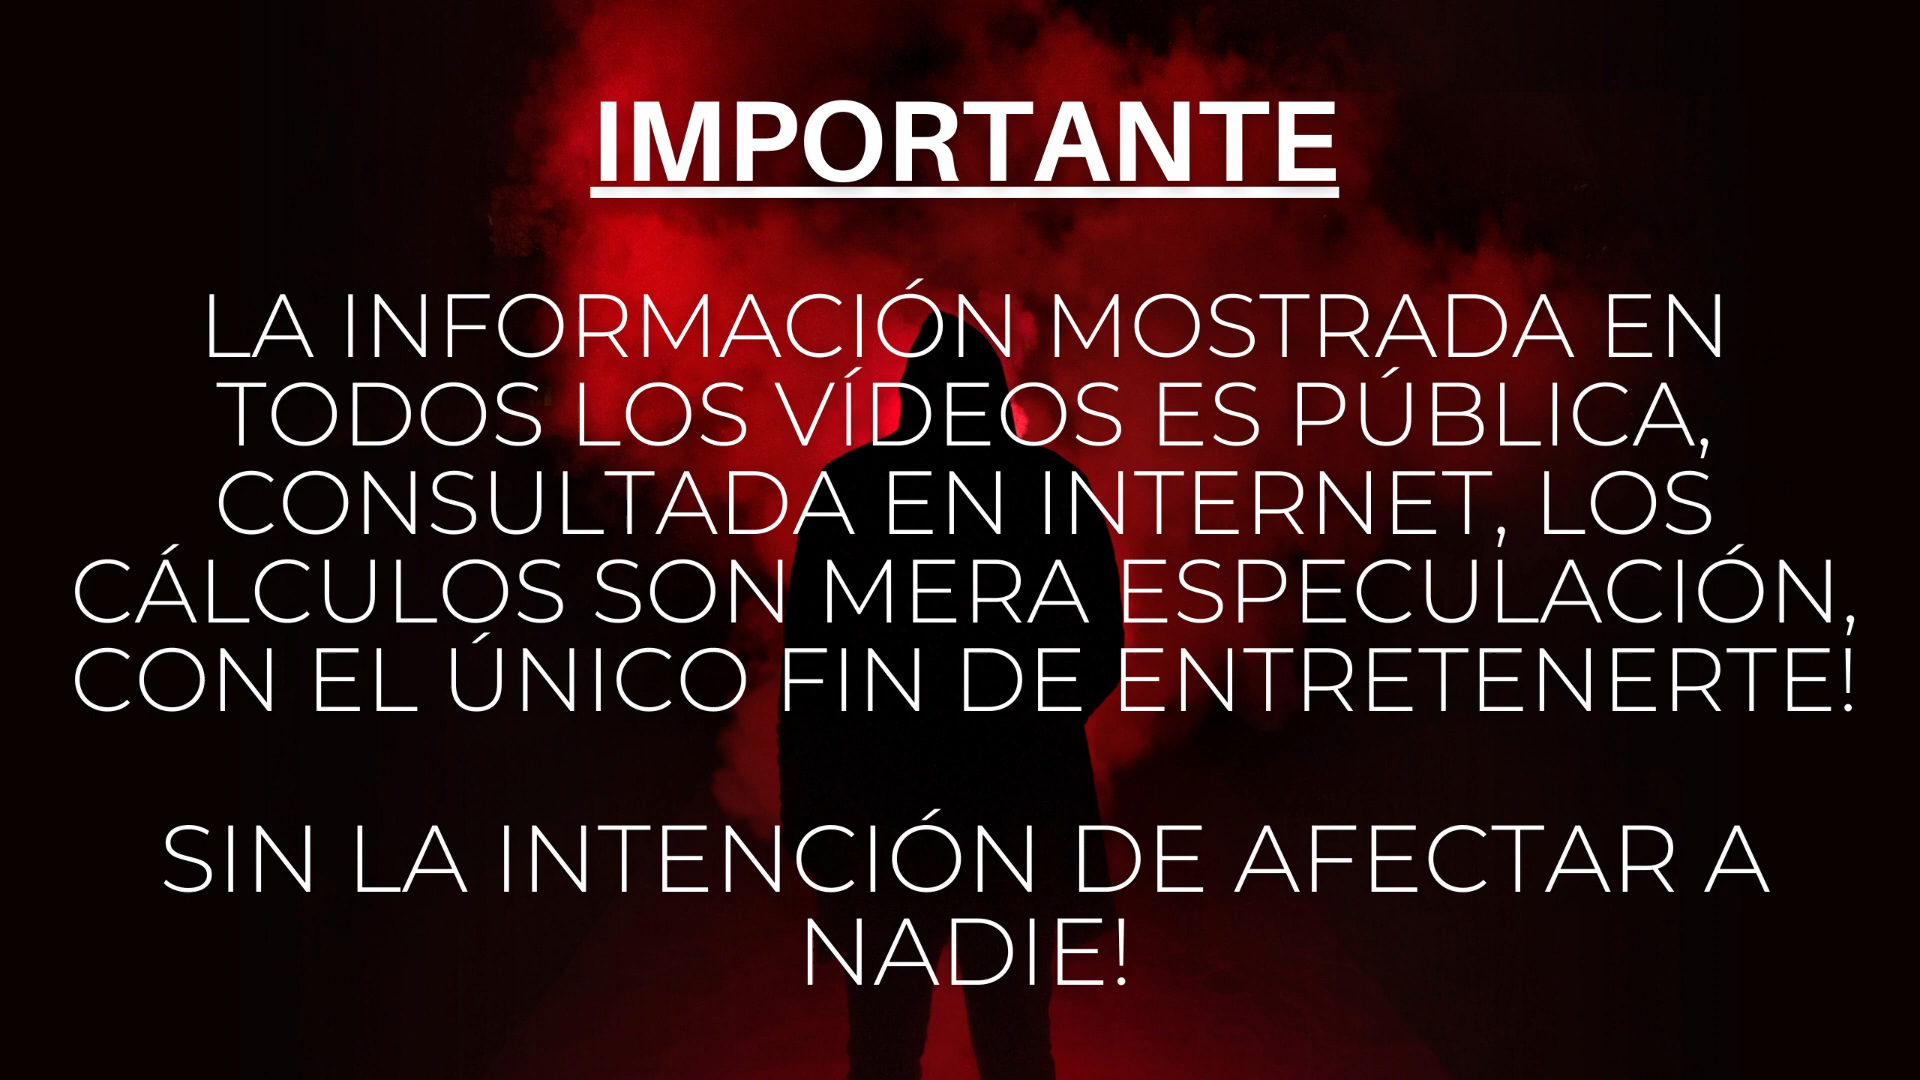 IMPORTANTE
LA INFORMACIÓN MOSTRADA EN
TODOS LOS VÍDEOS ES PÚBLICA,
CONSULTADA EN INTERNET, LOS
CÁLCULOS SON MERA ESPECULACIÓN,
CON EL ÚNICO FIN DE ENTRETENERTE!
SIN LA INTENCIÓN DE AFECTAR A
NADIE!